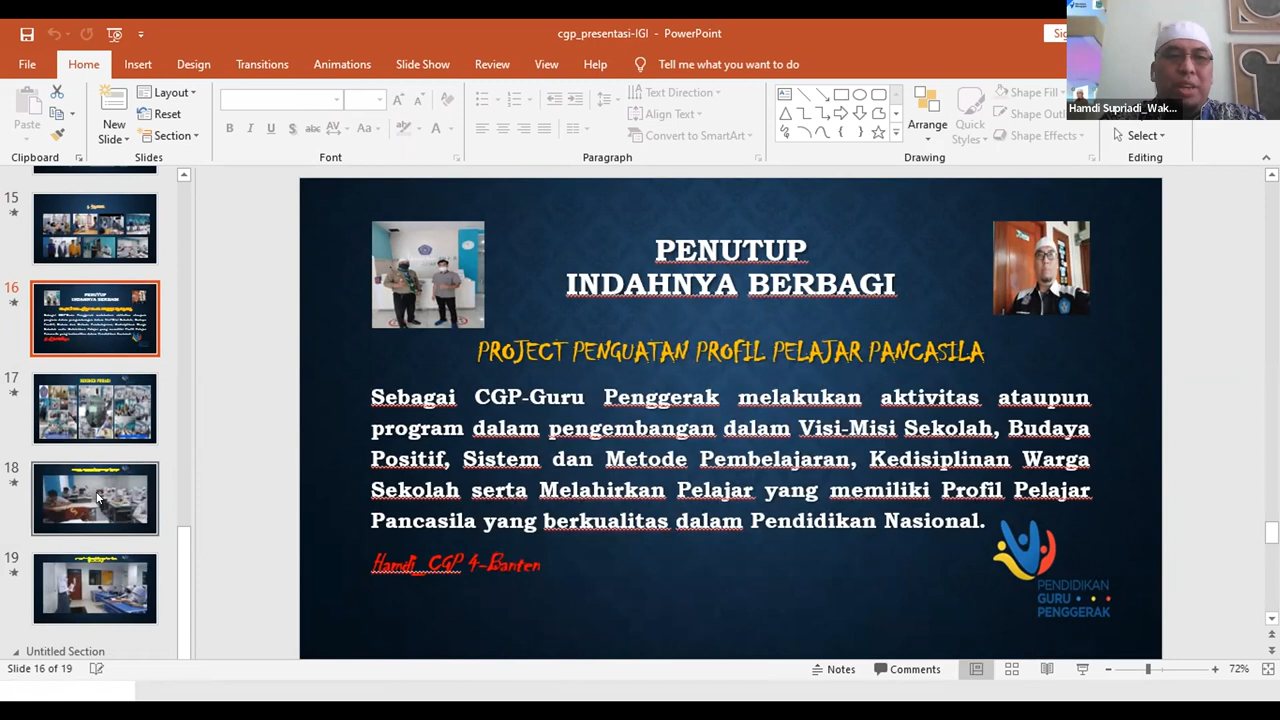 cgp_presentasi-IGI - PowerPoint
File Home Insert Design Transitions Animations Slide Show Review View Help Tell me what you want to do
Hamdi Supriadi_Wak...
Paste
New Slide
Layout
Reset
Section
Text Direction
Align Text
Convert to SmartArt
Arrange
Quick Styles
Shape Fill
Shape Outl
Shape Effects
Select
Clipboard Slides Font Paragraph Drawing Editing
15
16
17
18
19
PENUTUP
INDAHNYA BERBAGI
PROJECT PENGUATAN PROFIL PELAJAR PANCASILA
Sebagai CGP-Guru Penggerak melakukan aktivitas ataupun
program dalam pengembangan dalam Visi-Misi Sekolah, Budaya
Positif, Sistem dan Metode Pembelajaran, Kedisiplinan Warga
Sekolah serta Melahirkan Pelajar yang memiliki Profil Pelajar
Pancasila yang berkualitas dalam Pendidikan Nasional.
Hamdi_CGP 4-Banten
PENDIDIKAN
GURU
PENGGERAK
Untitled Section
Slide 16 of 19
Notes Comments 72%